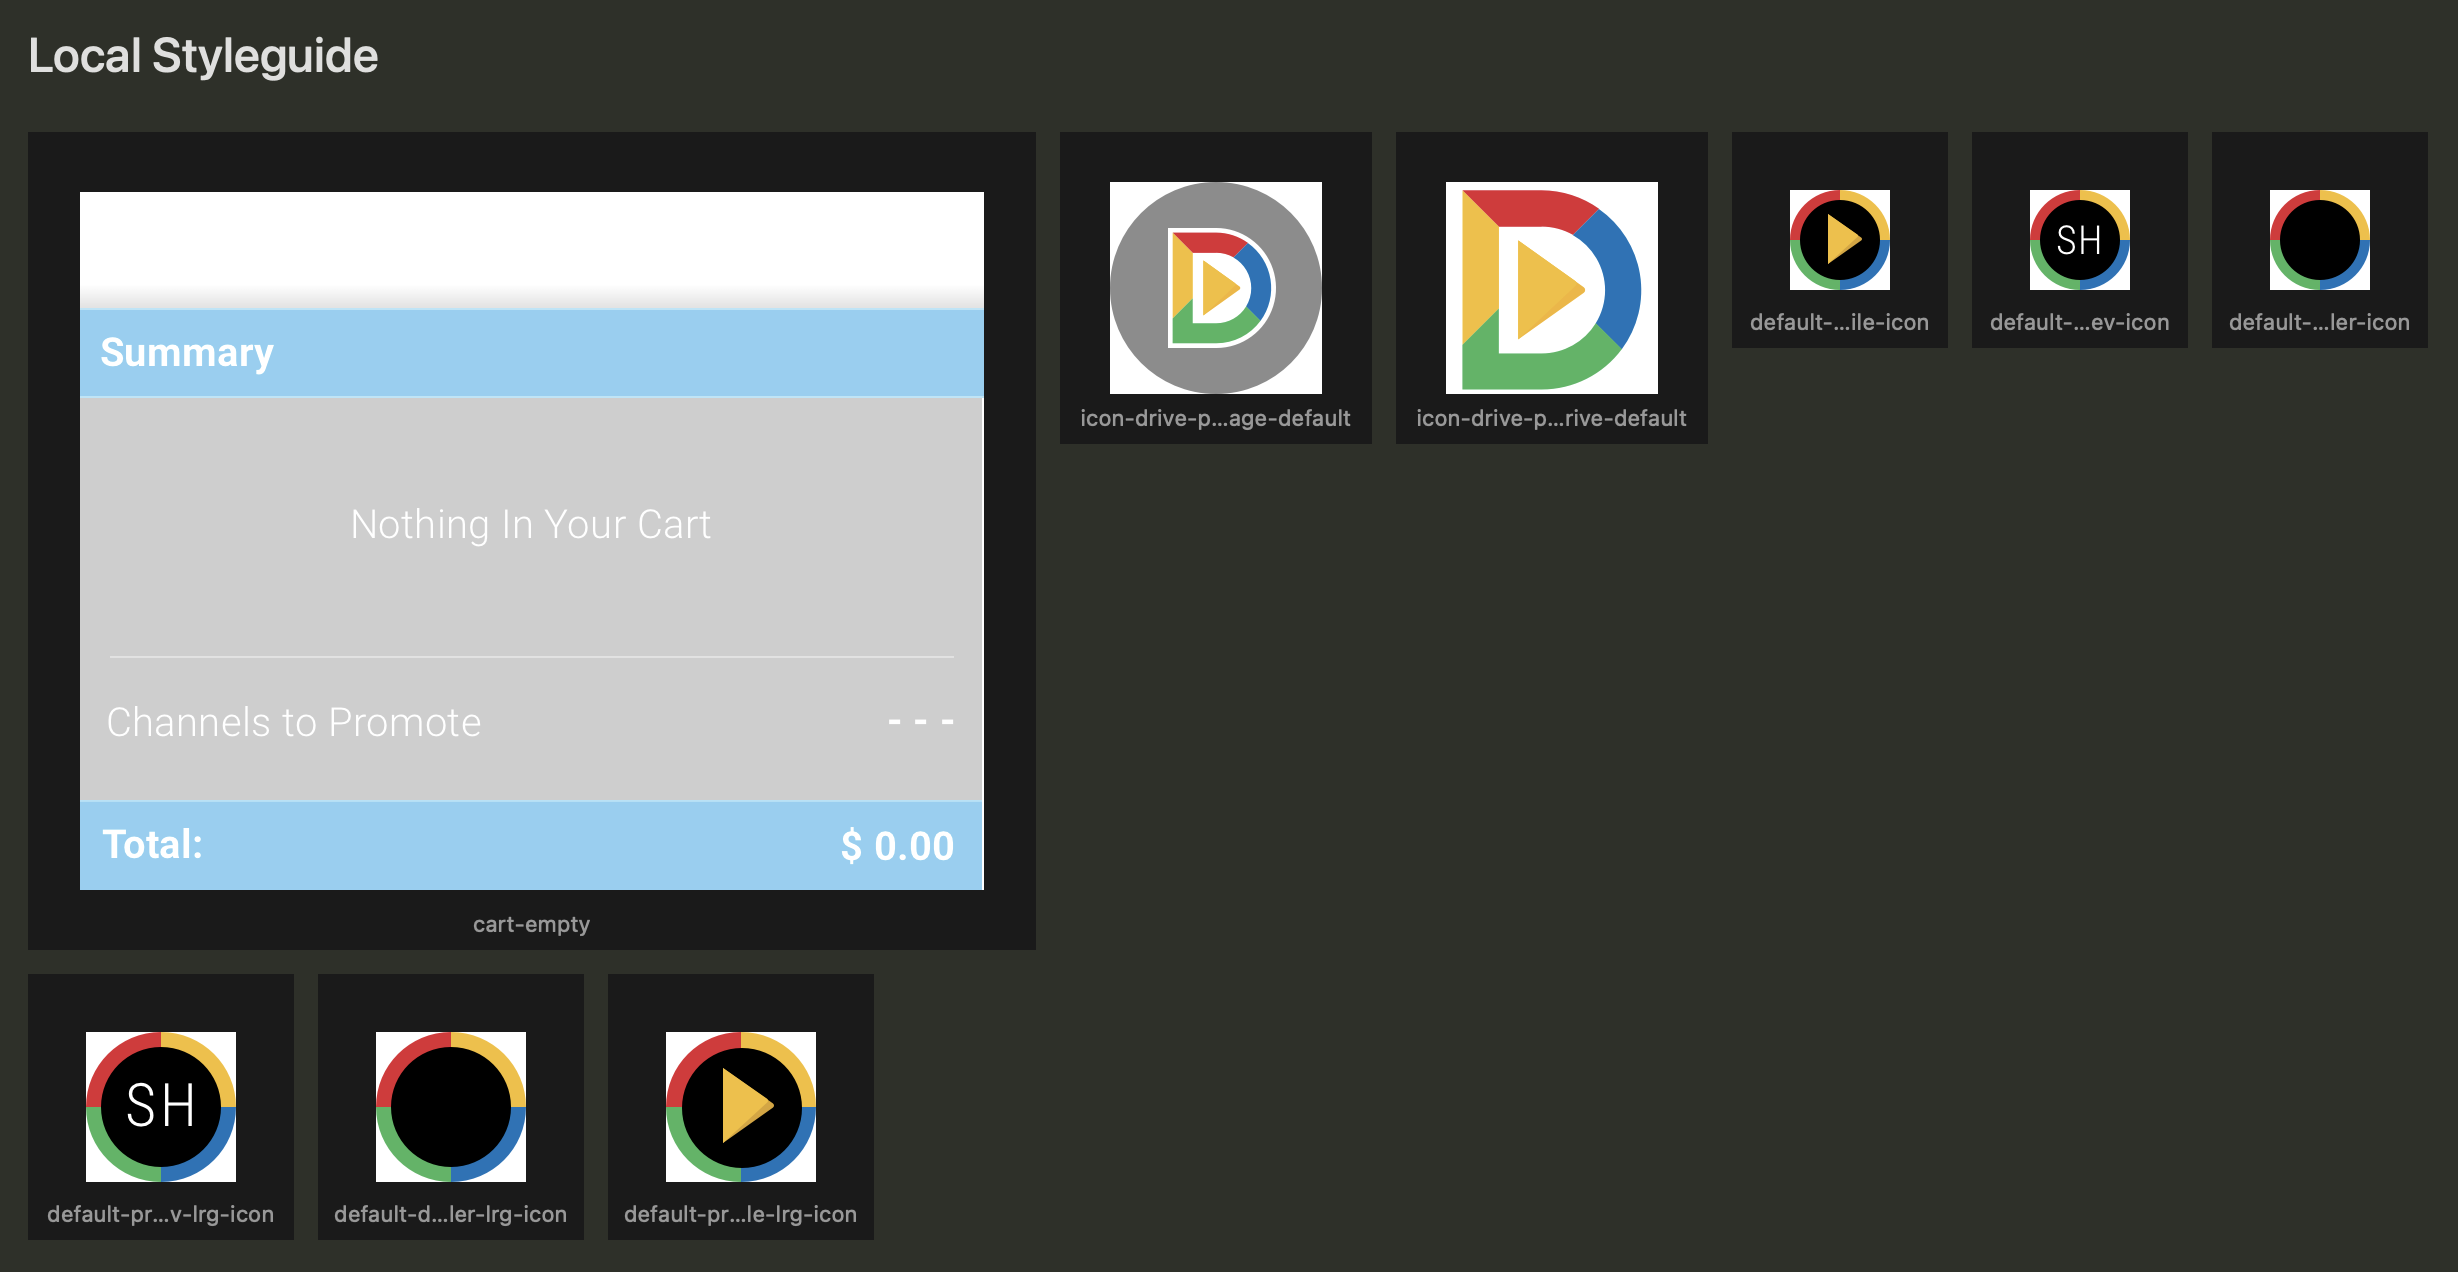 Local Styleguide
Summary
Nothing In Your Cart
Channels to Promote - - -
Total: $ 0.00
cart-empty
icon-drive-p...age-default
icon-drive-p...rive-default
default-...ile-icon
SH
default-...ev-icon
default-...ler-icon
SH
default-pr...v-lrg-icon
default-d...ler-lrg-icon
default-pr...le-lrg-icon